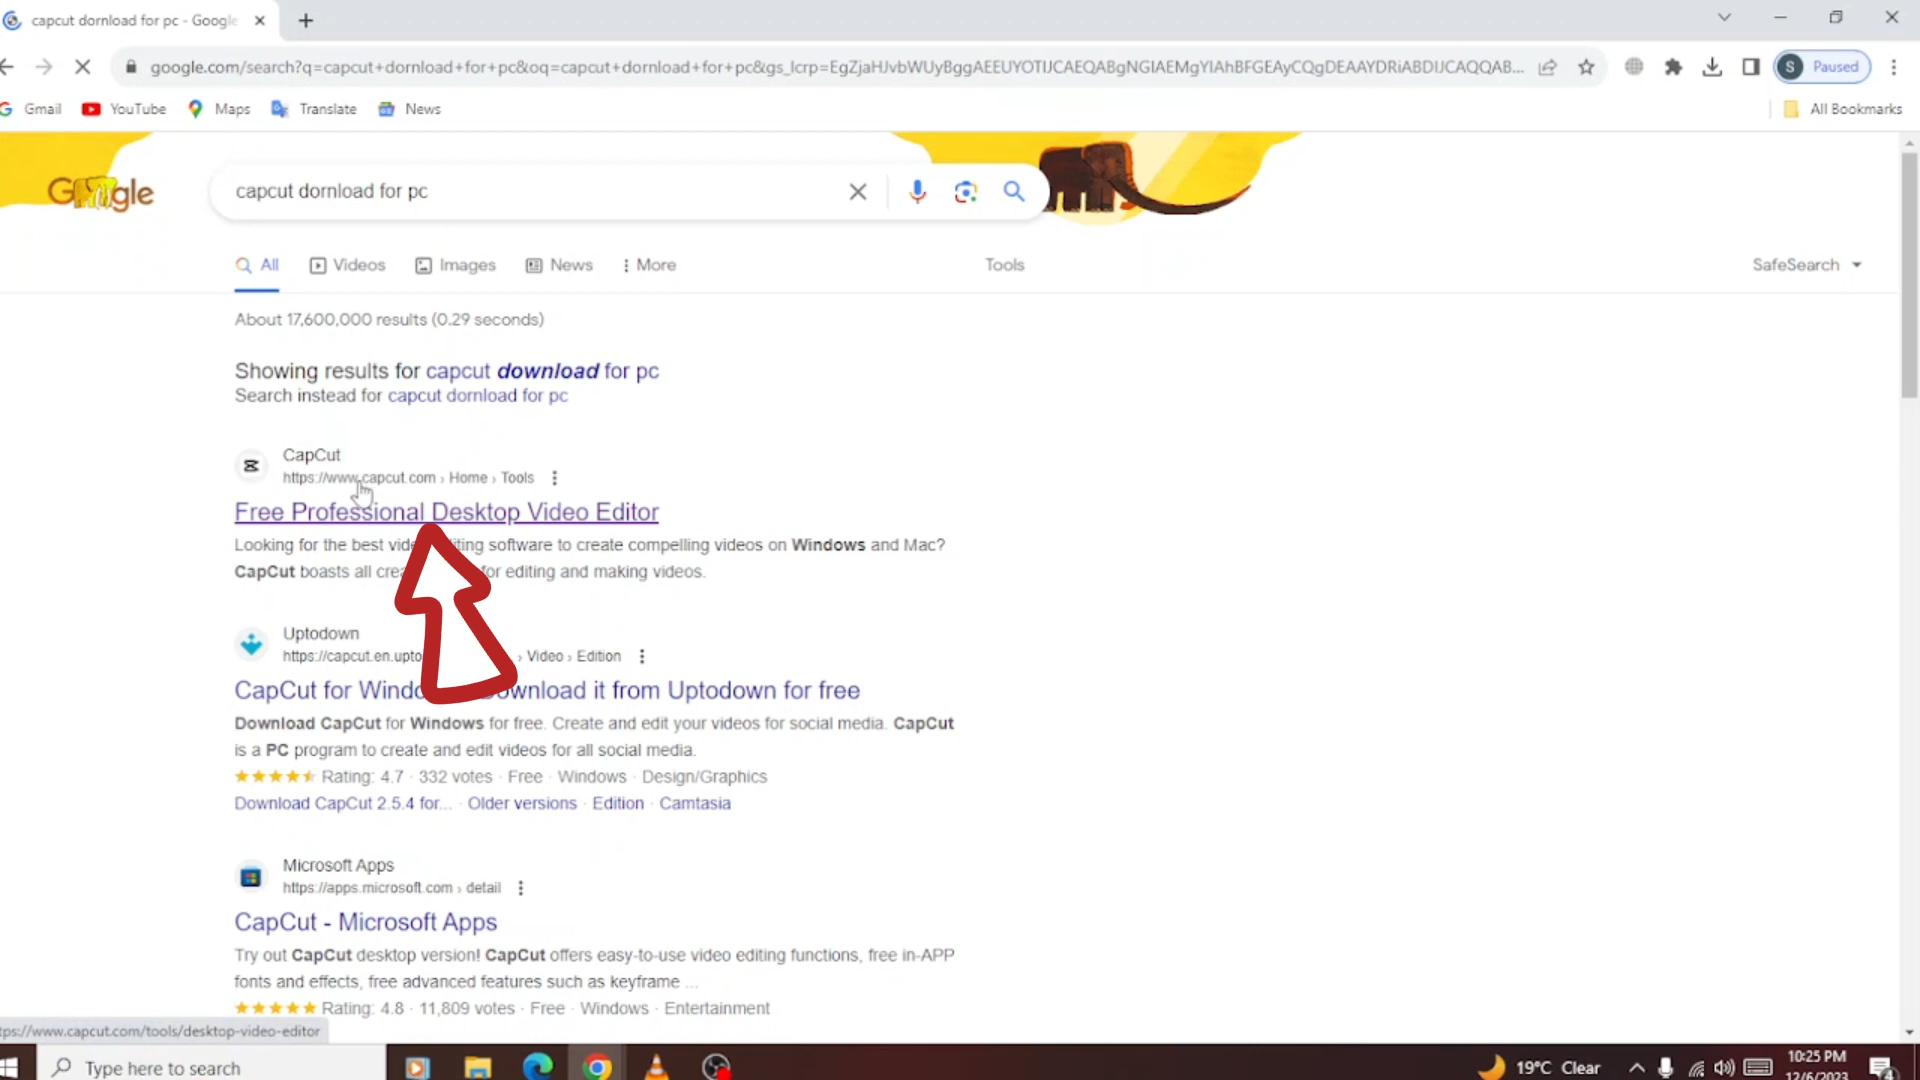 capcut dornload for pc - Google
google.com/search?q=capcut+dornload+for+pc&oq=capcut+dornload+for+pc&gs_lcrp=EgZjaHJvbWUyBggAEEUYOTIJCAEQABgNGIAEMgYIAhBFGEAyCQgDEAAYDRiABDIJCAQQAB...
S Paused
Gmail YouTube Maps Translate News All Bookmarks
Google
capcut dornload for pc
All Videos Images News More Tools SafeSearch
About 17,600,000 results (0.29 seconds)
Showing results for capcut download for pc
Search instead for capcut dornload for pc
CapCut
https://www.capcut.com › Home › Tools
Free Professional Desktop Video Editor
Looking for the best video editing software to create compelling videos on Windows and Mac?
CapCut boasts all for editing and making videos.
Uptodown
https://capcut.en.upto › Video › Edition
CapCut for Windo Download it from Uptodown for free
Download CapCut for Windows for free. Create and edit your videos for social media. CapCut
is a PC program to create and edit videos for all social media.
Rating: 4.7 · 332 votes · Free · Windows · Design/Graphics
Download CapCut 2.5.4 for... · Older versions · Edition · Camtasia
Microsoft Apps
https://apps.microsoft.com › detail
CapCut - Microsoft Apps
Try out CapCut desktop version! CapCut offers easy-to-use video editing functions, free in-APP
fonts and effects, free advanced features such as keyframe ...
Rating: 4.8 · 11,809 votes · Free · Windows · Entertainment
tps://www.capcut.com/tools/desktop-video-editor
Type here to search
19°C Clear
10:25 PM
12/6/2023
4